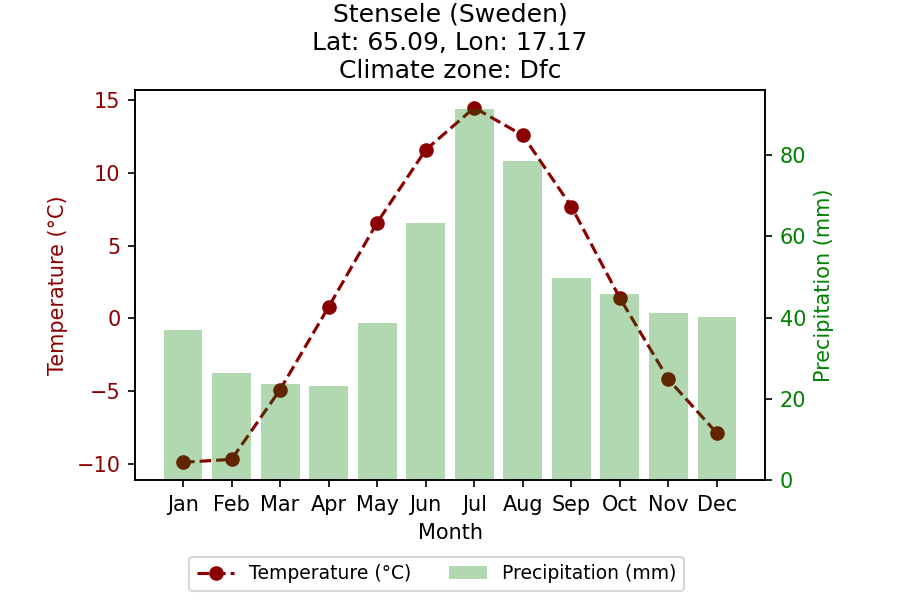 Stensele (Sweden)
Lat: 65.09, Lon: 17.17
Climate zone: Dfc
Temperature (°C)
15
10
5
0
−5
−10
80
60
40
20
0
Precipitation (mm)
Jan Feb Mar Apr May Jun Jul Aug Sep Oct Nov Dec
Month
Temperature (°C) Precipitation (mm)